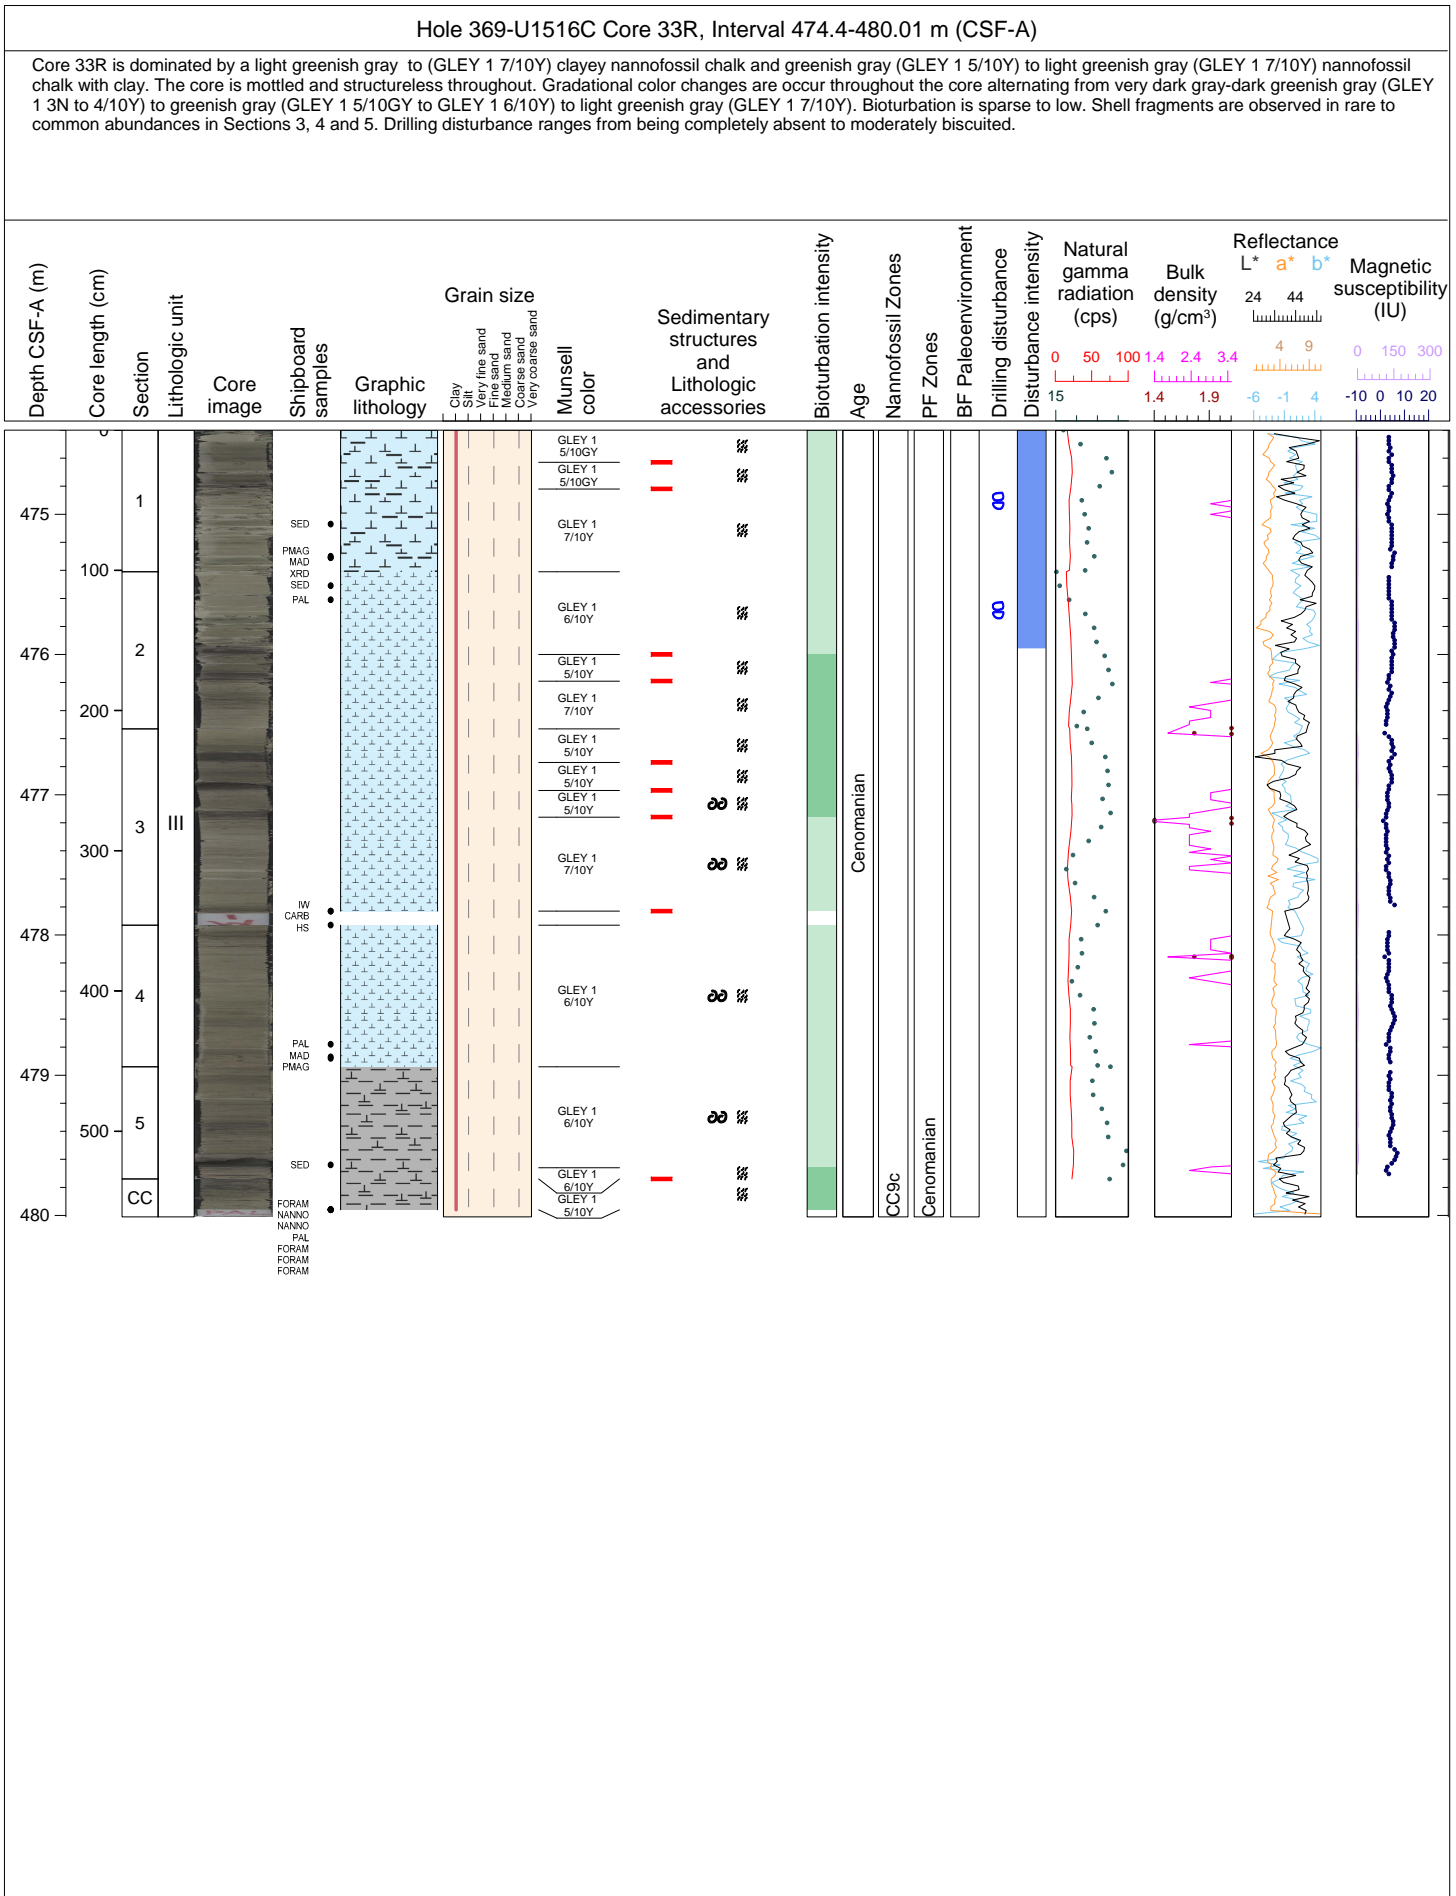 Hole 369-U1516C Core 33R, Interval 474.4-480.01 m (CSF-A)
Core 33R is dominated by a light greenish gray to (GLEY 1 7/10Y) clayey nannofossil chalk and greenish gray (GLEY 1 5/10Y) to light greenish gray (GLEY 1 7/10Y) nannofossil
chalk with clay. The core is mottled and structureless throughout. Gradational color changes are occur throughout the core alternating from very dark gray-dark greenish gray (GLEY
1 3N to 4/10Y) to greenish gray (GLEY 1 5/10GY to GLEY 1 6/10Y) to light greenish gray (GLEY 1 7/10Y). Bioturbation is sparse to low. Shell fragments are observed in rare to
common abundances in Sections 3, 4 and 5. Drilling disturbance ranges from being completely absent to moderately biscuited.
Depth CSF-A (m)
Core length (cm)
Section
Lithologic unit
Core
image
Shipboard
samples
Graphic
lithology
Grain size
Clay
Silt
Very fine sand
Fine sand
Medium sand
Coarse sand
Very coarse sand
Munsell
color
Sedimentary
structures
and
Lithologic
accessories
Bioturbation intensity
Age
Nannofossil Zones
PF Zones
BF Paleoenvironment
Drilling disturbance
Disturbance intensity
Natural
gamma
radiation
(cps)
0 50 100
15
Bulk
density
(g/cm³)
1.4 2.4 3.4
1.4 1.9
Reflectance
L* a* b*
24 44
4 9
-6 -1 4
Magnetic
susceptibility
(IU)
0 150 300
-10 0 10 20
475
476
477
478
479
480
0
100
200
300
400
500
1
2
3
4
5
CC
III
SED
PMAG
MAD
XRD
SED
PAL
IW
CARB
HS
PAL
MAD
PMAG
SED
FORAM
NANNO
NANNO
PAL
FORAM
FORAM
FORAM
GLEY 1
5/10GY
GLEY 1
5/10GY
GLEY 1
7/10Y
GLEY 1
6/10Y
GLEY 1
5/10Y
GLEY 1
7/10Y
GLEY 1
5/10Y
GLEY 1
5/10Y
GLEY 1
5/10Y
GLEY 1
7/10Y
GLEY 1
6/10Y
GLEY 1
6/10Y
GLEY 1
6/10Y
GLEY 1
5/10Y
Cenomanian
CC9c
Cenomanian